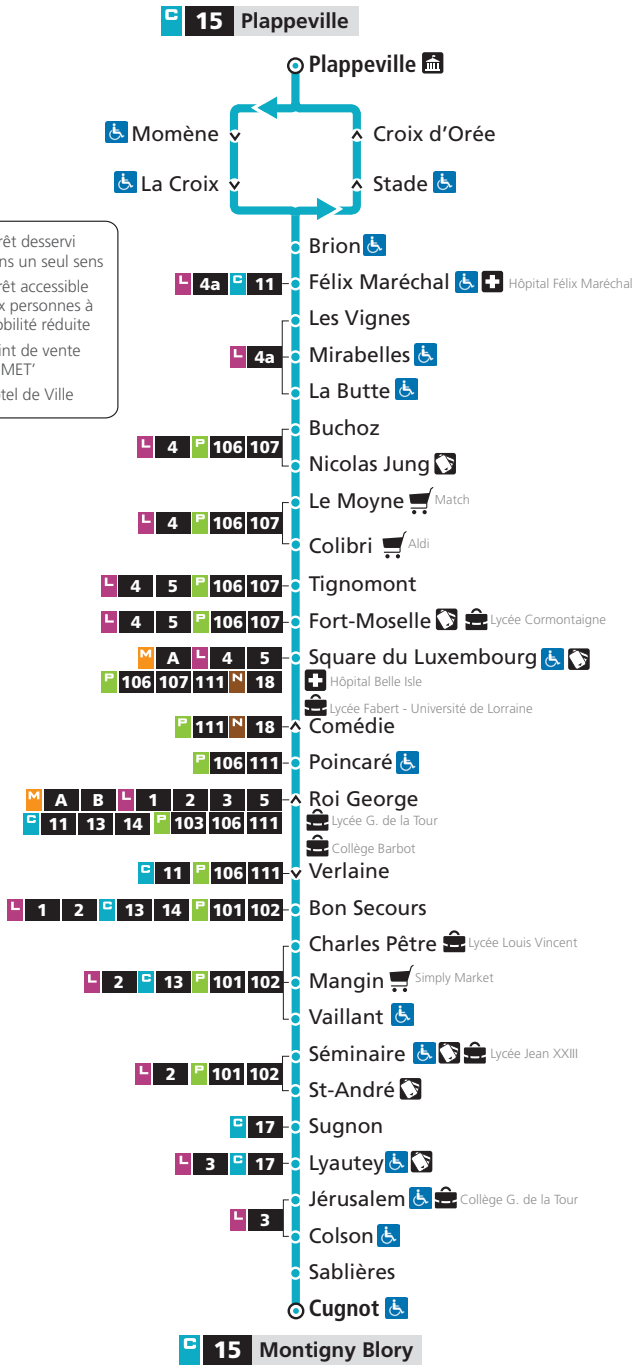 C 15 Plappeville
Plappeville
Momène
Croix d'Orée
La Croix
Stade
rêt desservi
ns un seul sens
rêt accessible
x personnes à
obilité réduite
int de vente
MET'
tel de Ville
Brion
L 4a C 11 Félix Maréchal Hôpital Félix Maréchal
Les Vignes
L 4a Mirabelles
La Butte
Buchoz
L 4 P 106 107
Nicolas Jung
Le Moyne Match
L 4 P 106 107
Colibri Aldi
L 4 5 P 106 107 Tignomont
L 4 5 P 106 107 Fort-Moselle Lycée Cormontaigne
M A L 4 5 Square du Luxembourg
P 106 107 111 N 18 Hôpital Belle Isle
Lycée Fabert - Université de Lorraine
P 111 N 18 Comédie
P 106 111 Poincaré
M A B L 1 2 3 5 Roi George
C 11 13 14 P 103 106 111 Lycée G. de la Tour
Collège Barbot
C 11 P 106 111 Verlaine
L 1 2 C 13 14 P 101 102 Bon Secours
Charles Pêtre Lycée Louis Vincent
L 2 C 13 P 101 102 Mangin Simply Market
Vaillant
Séminaire Lycée Jean XXIII
L 2 P 101 102
St-André
C 17 Sugnon
L 3 C 17 Lyautey
Jérusalem Collège G. de la Tour
L 3
Colson
Sablières
Cugnot
C 15 Montigny Blory